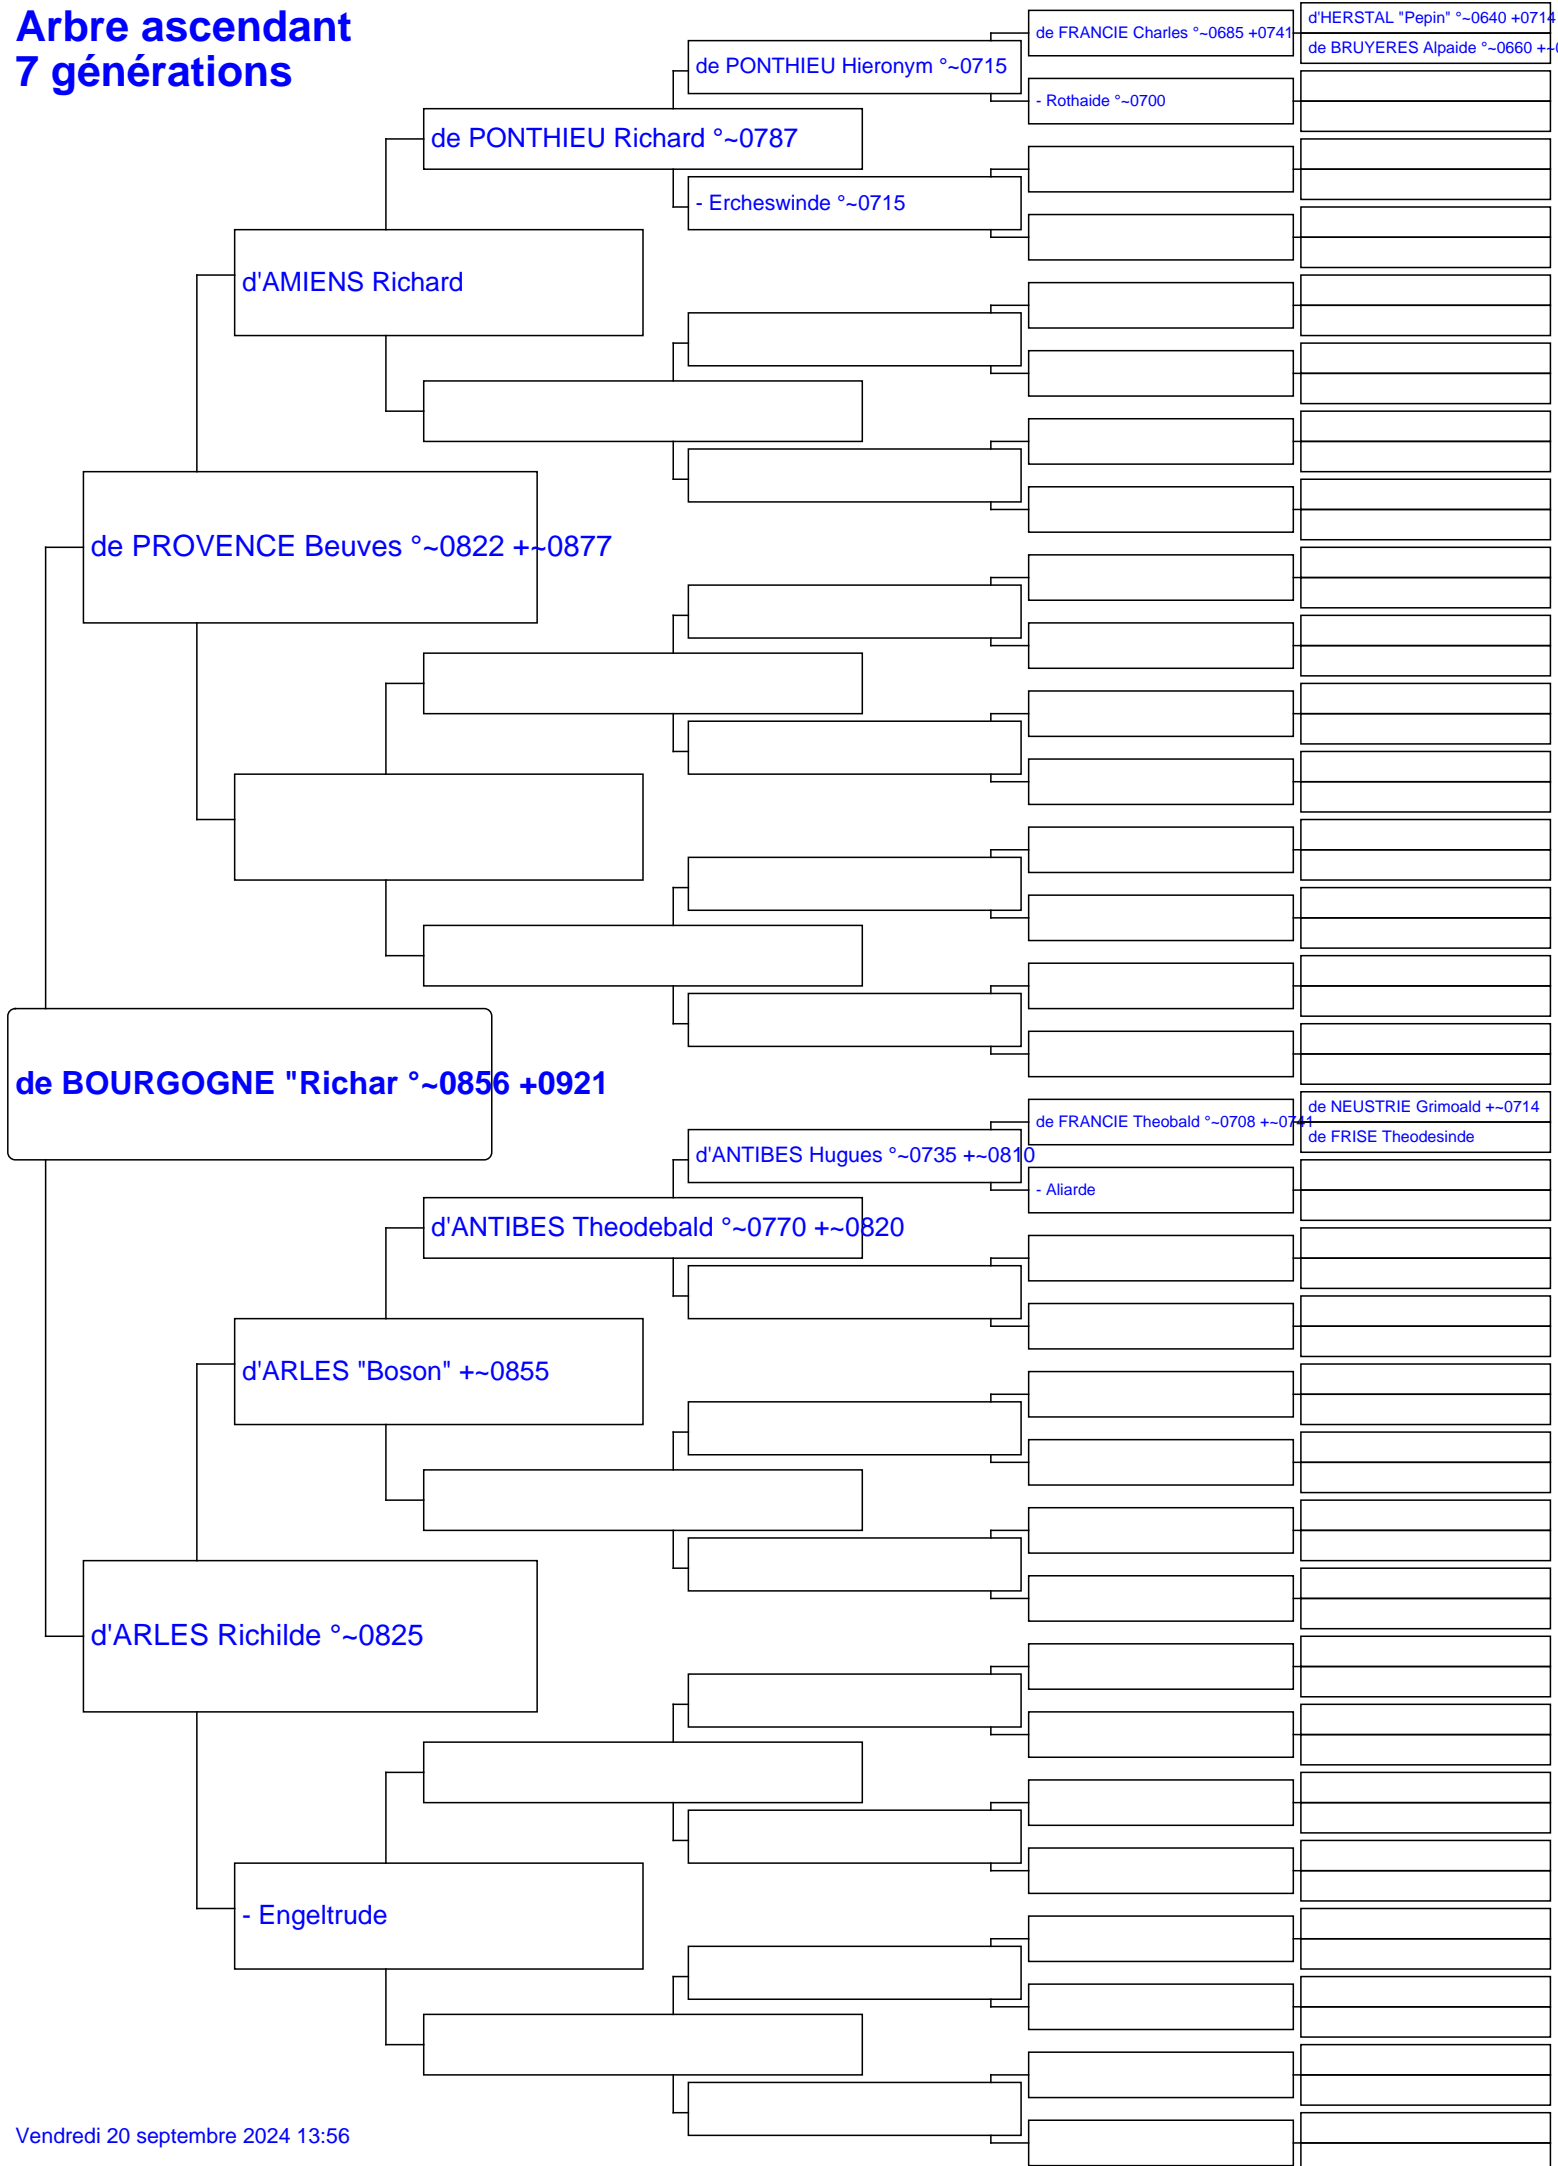 Arbre ascendant
7 générations
d'HERSTAL "Pepin" °~0640 +0714
de FRANCIE Charles °~0685 +0741
de BRUYERES Alpaide °~0660 +~
de PONTHIEU Hieronym °~0715
- Rothaide °~0700
de PONTHIEU Richard °~0787
- Ercheswinde °~0715
d'AMIENS Richard
de PROVENCE Beuves °~0822 +~0877
de BOURGOGNE "Richar °~0856 +0921
de NEUSTRIE Grimoald +~0714
de FRANCIE Theobald °~0708 +~0741
de FRISE Theodesinde
d'ANTIBES Hugues °~0735 +~0810
- Aliarde
d'ANTIBES Theodebald °~0770 +~0820
d'ARLES "Boson" +~0855
d'ARLES Richilde °~0825
- Engeltrude
Vendredi 20 septembre 2024 13:56